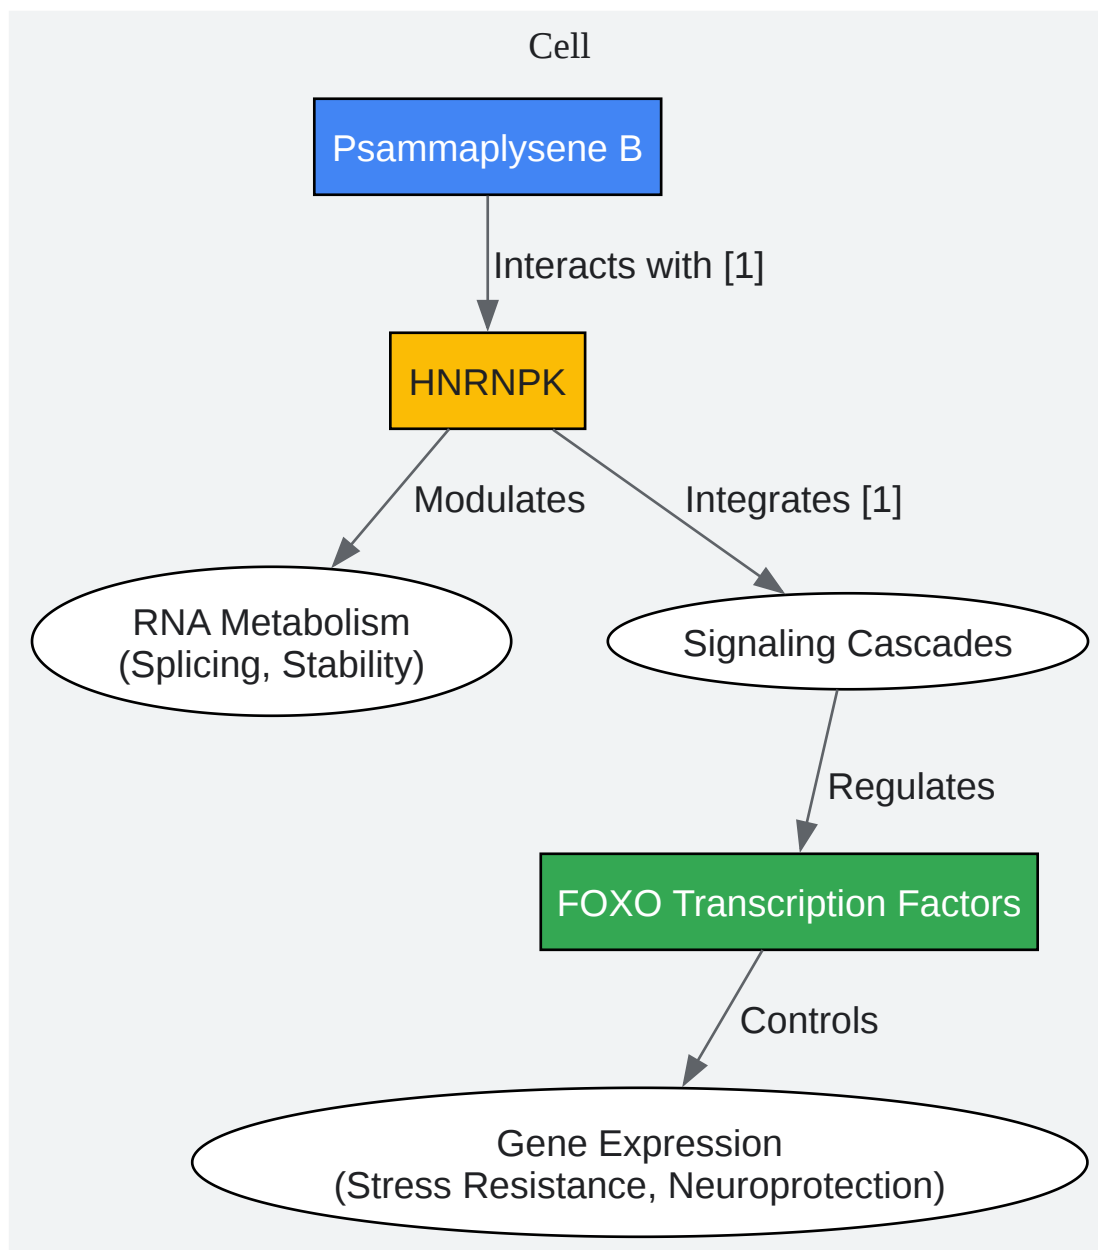 Cell
Psammaplysene B
Interacts with [1]
HNRNPK
Modulates
Integrates [1]
RNA Metabolism
(Splicing, Stability)
Signaling Cascades
Regulates
FOXO Transcription Factors
Controls
Gene Expression
(Stress Resistance, Neuroprotection)